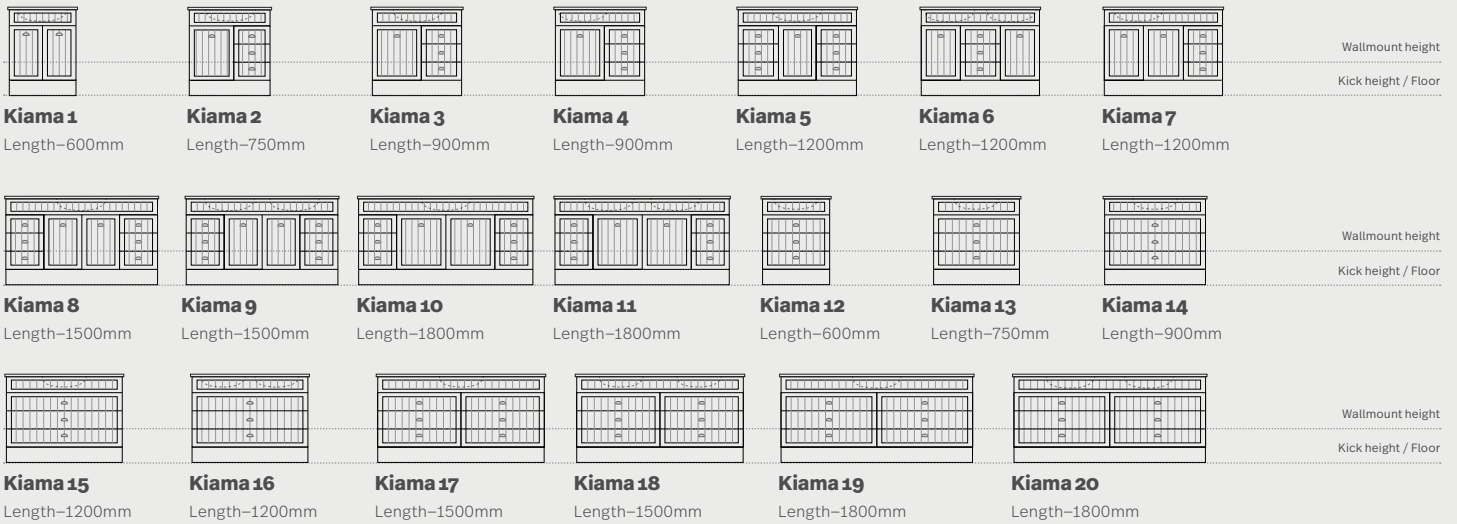 Wallmount height
Kick height / Floor
Kiama 1 Kiama 2 Kiama 3 Kiama 4 Kiama 5 Kiama 6 Kiama 7
Length–600mm Length–750mm Length–900mm Length–900mm Length–1200mm Length–1200mm Length–1200mm
Wallmount height
Kick height / Floor
Kiama 8 Kiama 9 Kiama 10 Kiama 11 Kiama 12 Kiama 13 Kiama 14
Length–1500mm Length–1500mm Length–1800mm Length–1800mm Length–600mm Length–750mm Length–900mm
Wallmount height
Kick height / Floor
Kiama 15 Kiama 16 Kiama 17 Kiama 18 Kiama 19 Kiama 20
Length–1200mm Length–1200mm Length–1500mm Length–1500mm Length–1800mm Length–1800mm